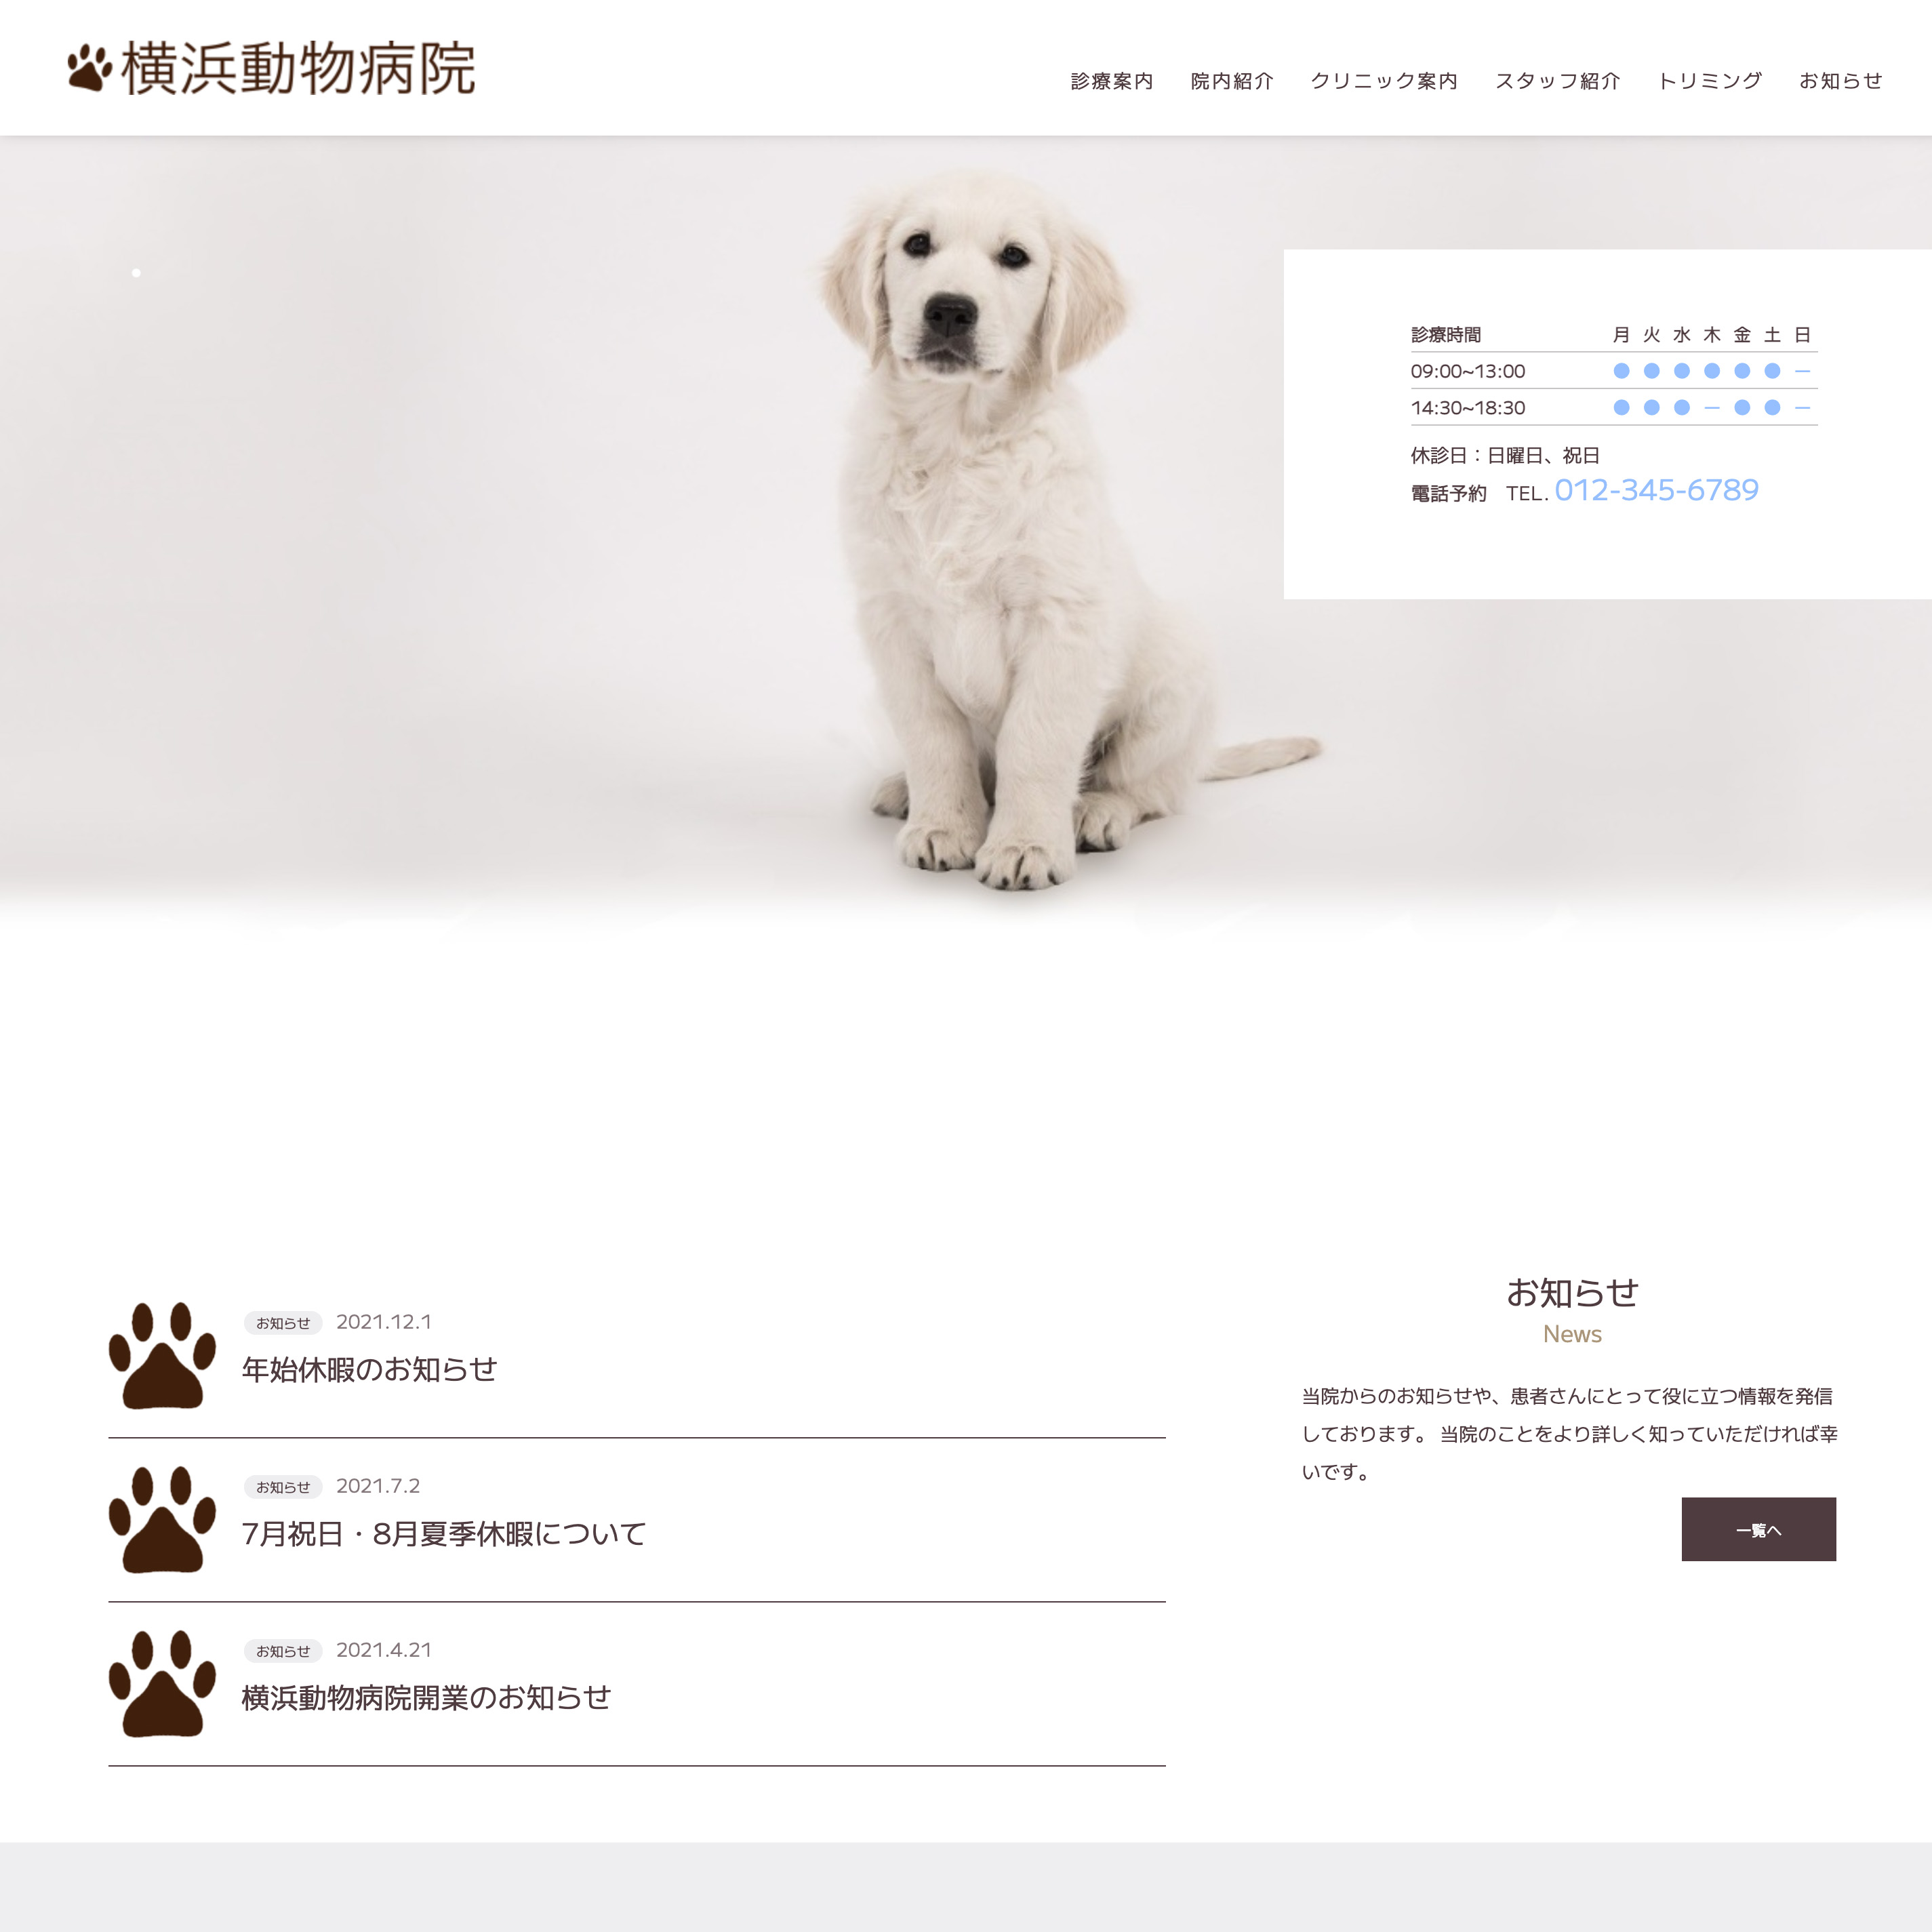 横浜動物病院
診療案内 院内紹介 クリニック案内 スタッフ紹介 トリミング お知らせ
診療時間 月 火 水 木 金 土 日
09:00~13:00 ● ● ● ● ● ● ―
14:30~18:30 ● ● ● ― ● ● ―
休診日：日曜日、祝日
電話予約　TEL. 012-345-6789
お知らせ 2021.12.1
年始休暇のお知らせ
お知らせ 2021.7.2
7月祝日・8月夏季休暇について
お知らせ 2021.4.21
横浜動物病院開業のお知らせ
お知らせ
News
当院からのお知らせや、患者さんにとって役に立つ情報を発信
しております。 当院のことをより詳しく知っていただければ幸
いです。
一覧へ